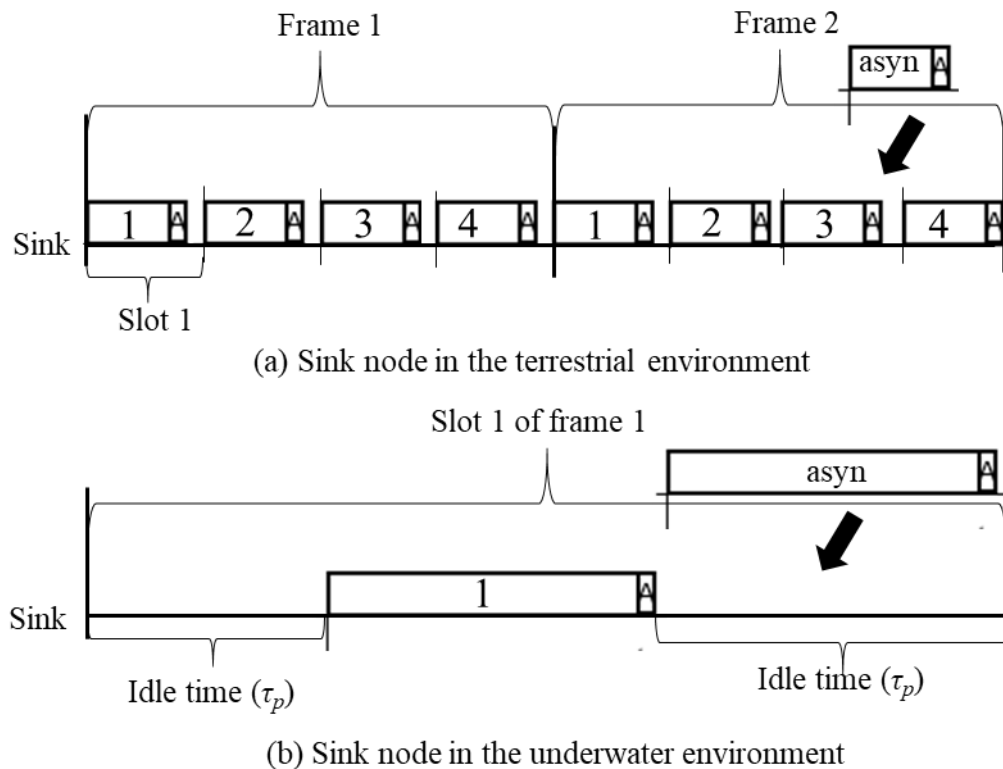 Frame 1
Frame 2
asyn A
1 A 2 A 3 A 4 A 1 A 2 A 3 A 4 A
Sink
Slot 1
(a) Sink node in the terrestrial environment
Slot 1 of frame 1
asyn A
1 A
Sink
Idle time (τp)
Idle time (τp)
(b) Sink node in the underwater environment